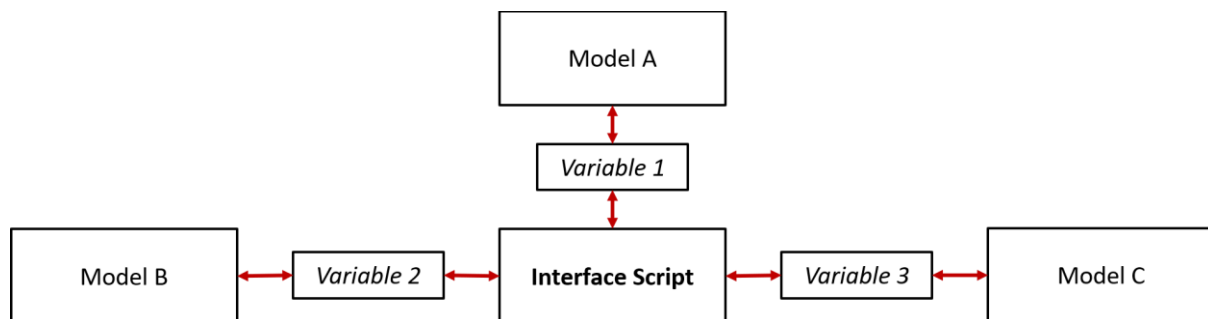 Model A
Variable 1
Model B
Variable 2
Interface Script
Variable 3
Model C